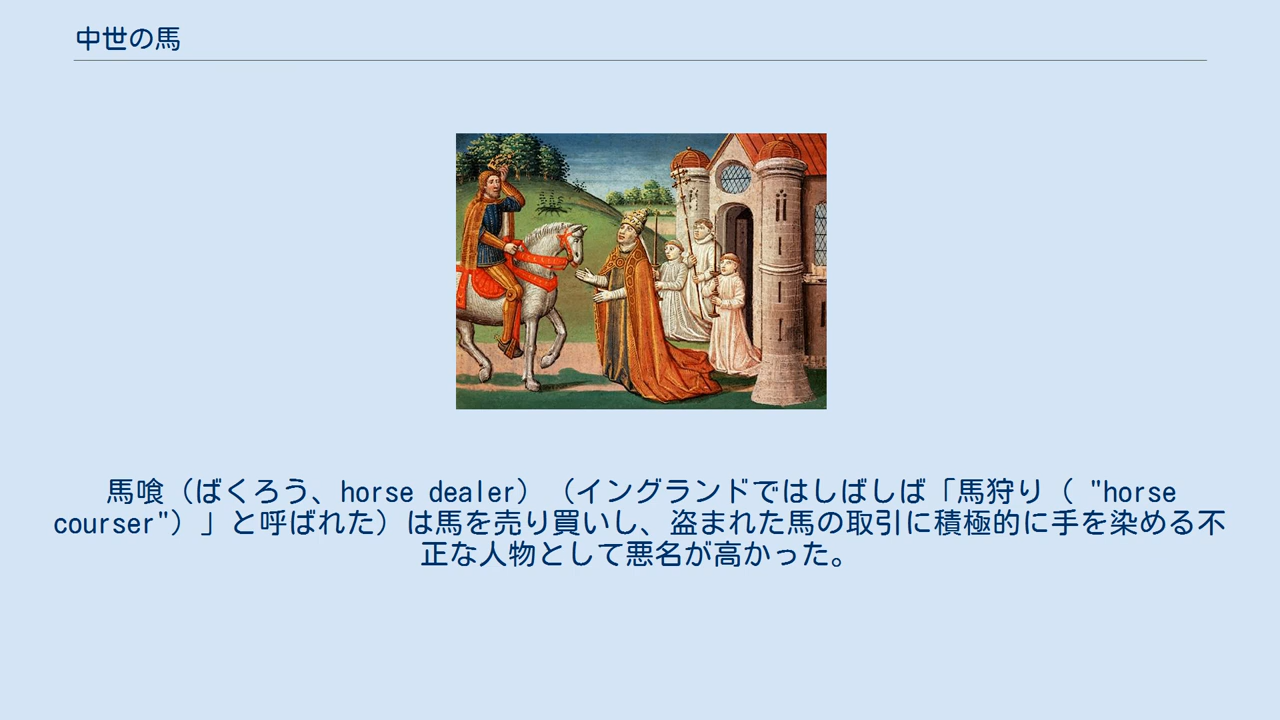 中世の馬
馬喰（ばくろう、horse dealer）（イングランドではしばしば「馬狩り（ "horse
courser"）」と呼ばれた）は馬を売り買いし、盗まれた馬の取引に積極的に手を染める不
正な人物として悪名が高かった。